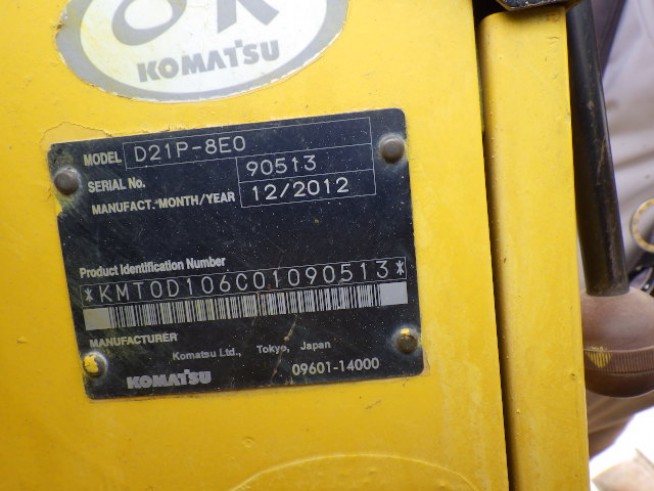 OK
KOMATSU
MODEL D21P-8E0
SERIAL No. 90513
MANUFACT. MONTH/YEAR 12/2012
Product Identification Number
*KMT0D106C01090513*
MANUFACTURER
Komatsu Ltd., Tokyo, Japan
KOMATSU 09601-14000